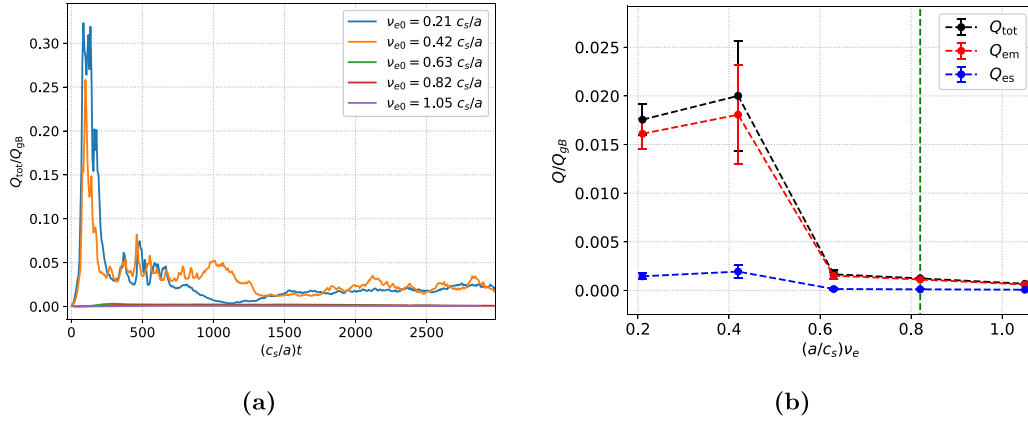 Q_tot/Q_gB
0.30
0.25
0.20
0.15
0.10
0.05
0.00
ν_e0 = 0.21 c_s/a
ν_e0 = 0.42 c_s/a
ν_e0 = 0.63 c_s/a
ν_e0 = 0.82 c_s/a
ν_e0 = 1.05 c_s/a
0 500 1000 1500 2000 2500
(c_s/a)t
(a)
Q/Q_gB
0.025
0.020
0.015
0.010
0.005
0.000
Q_tot
Q_em
Q_es
0.2 0.4 0.6 0.8 1.0
(a/c_s)ν_e
(b)